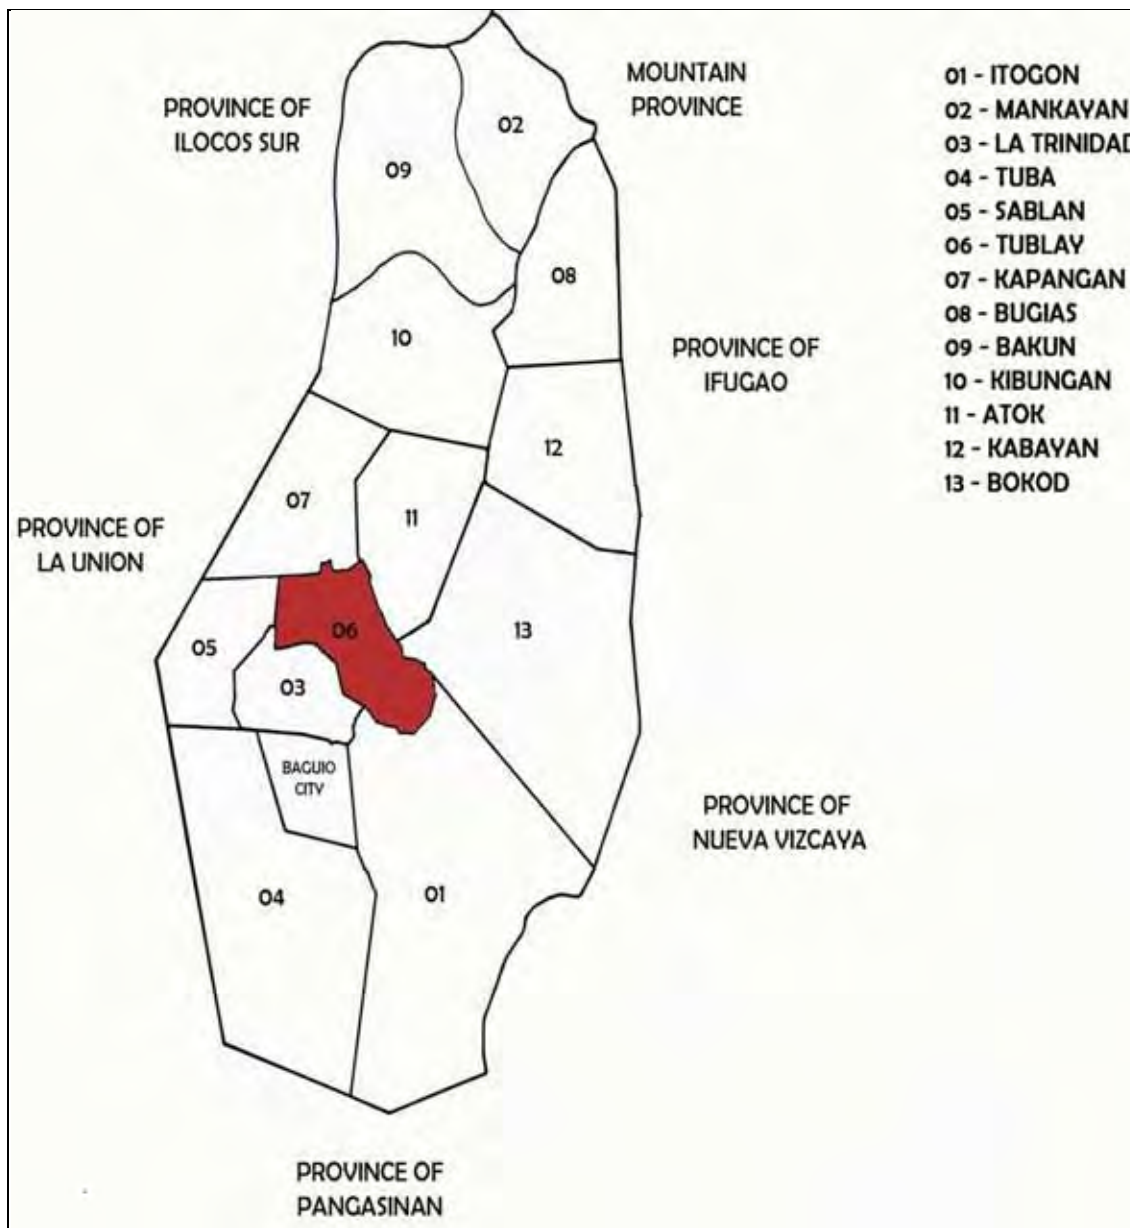 MOUNTAIN
PROVINCE
PROVINCE OF
ILOCOS SUR
02
09
08
10
PROVINCE OF
IFUGAO
12
07
11
PROVINCE OF
LA UNION
06
13
05
03
BAGUIO
CITY
PROVINCE OF
NUEVA VIZCAYA
04
01
PROVINCE OF
PANGASINAN
01 - ITOGON
02 - MANKAYAN
03 - LA TRINIDAD
04 - TUBA
05 - SABLAN
06 - TUBLAY
07 - KAPANGAN
08 - BUGIAS
09 - BAKUN
10 - KIBUNGAN
11 - ATOK
12 - KABAYAN
13 - BOKOD